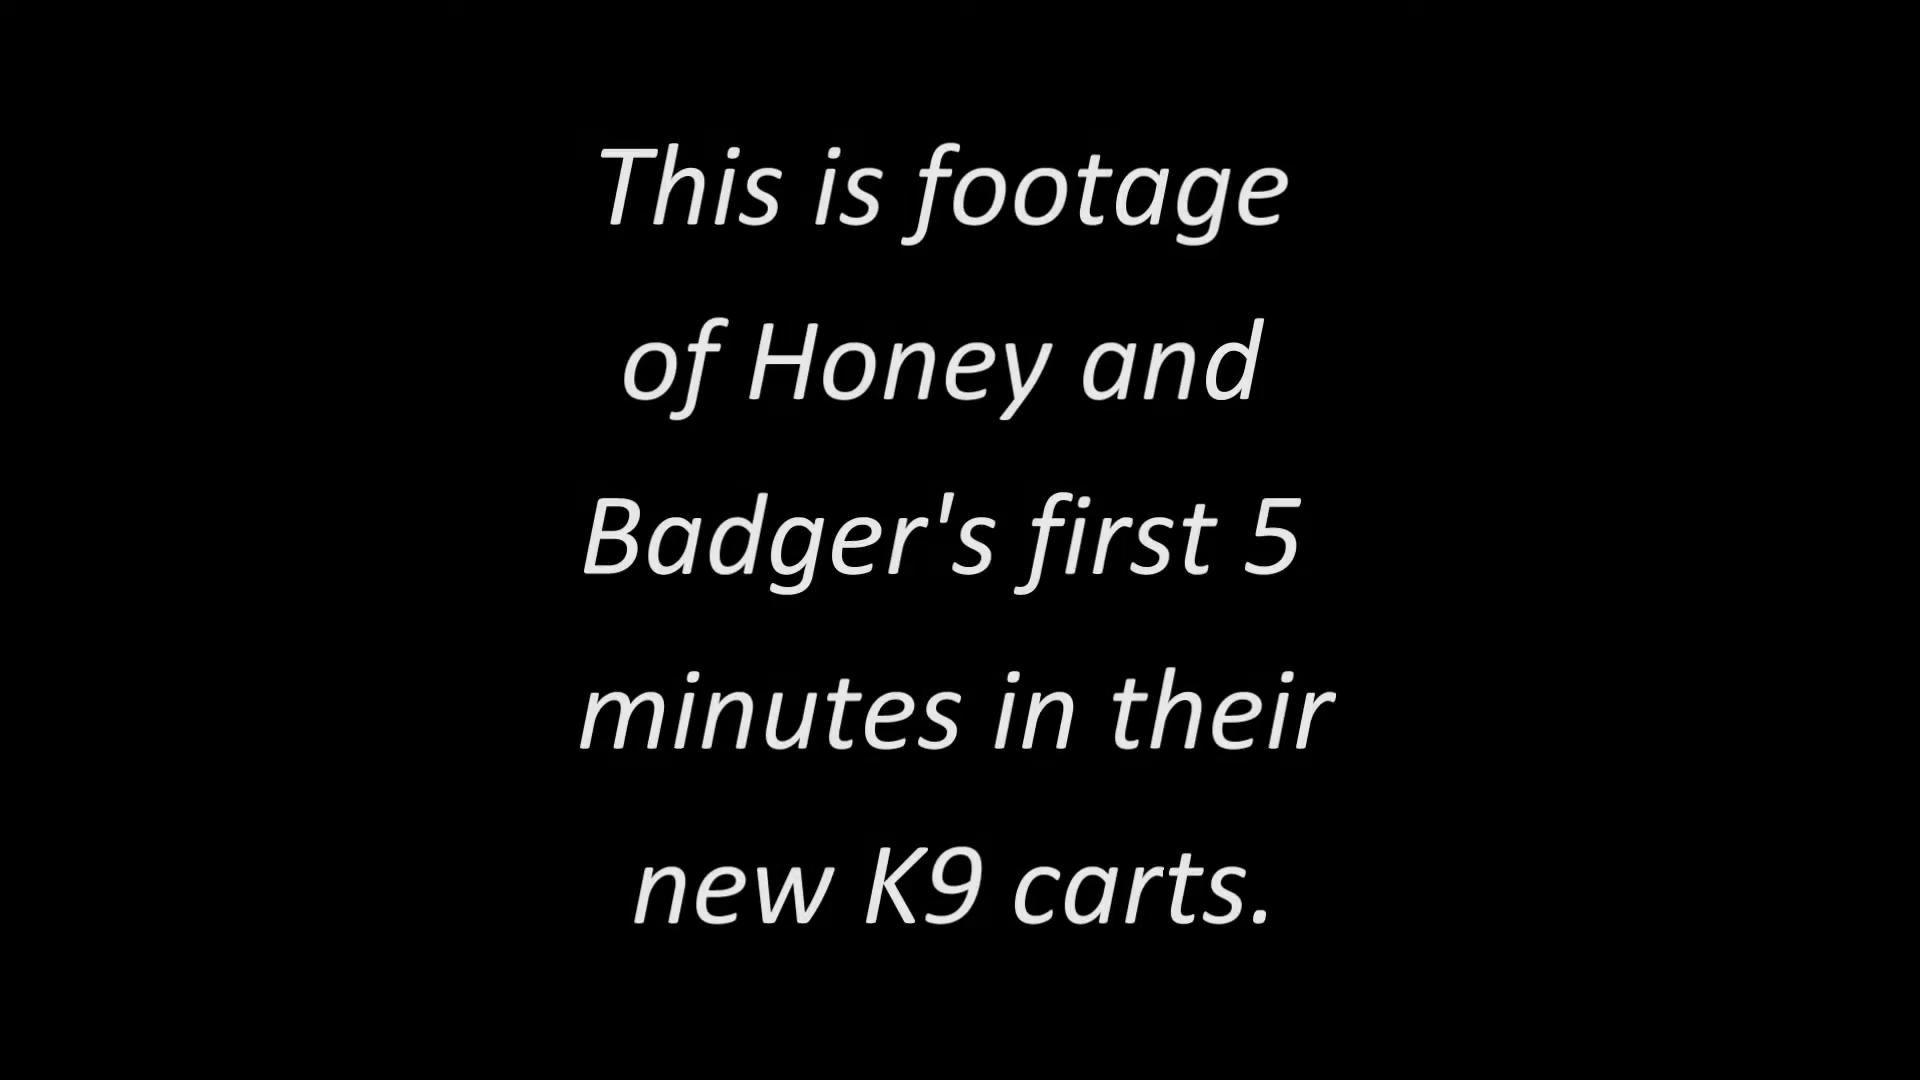 This is footage
of Honey and
Badger's first 5
minutes in their
new K9 carts.